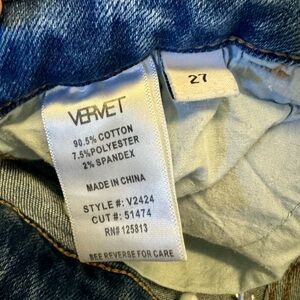 VERVET
27
90.5% COTTON
7.5%POLYESTER
2% SPANDEX
MADE IN CHINA
STYLE #: V2424
CUT #: 51474
RN# 125813
SEE REVERSE FOR CARE